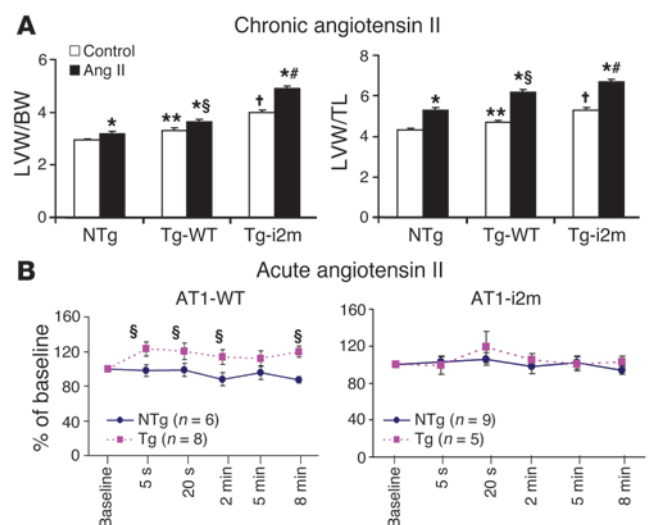 A Chronic angiotensin II
Control
Ang II
LVW/BW
6
4
2
0
*
**
*§
†
*#
NTg Tg-WT Tg-i2m
LVW/TL
8
6
4
2
0
*
**
*§
†
*#
NTg Tg-WT Tg-i2m
B Acute angiotensin II
AT1-WT
% of baseline
160
120
80
40
0
§ § § §
NTg (n = 6)
Tg (n = 8)
Baseline 5 s 20 s 2 min 5 min 8 min
AT1-i2m
160
120
80
40
0
NTg (n = 9)
Tg (n = 5)
Baseline 5 s 20 s 2 min 5 min 8 min